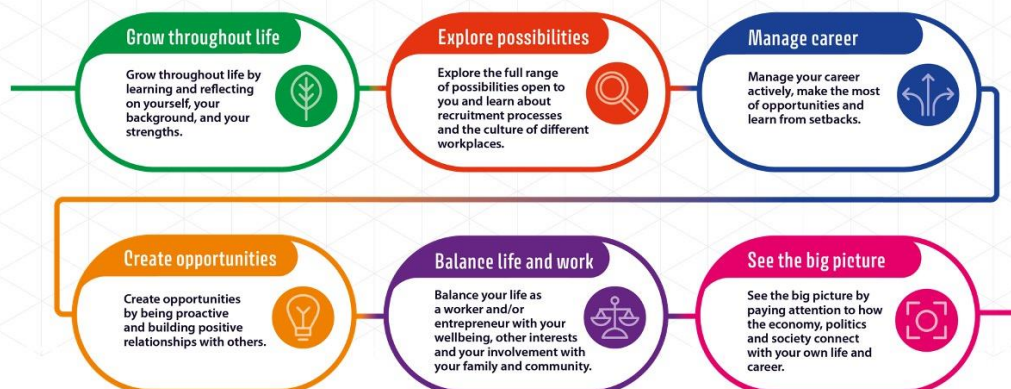 Grow throughout life
Grow throughout life by
learning and reflecting
on yourself, your
background, and your
strengths.
Explore possibilities
Explore the full range
of possibilities open to
you and learn about
recruitment processes
and the culture of different
workplaces.
Manage career
Manage your career
actively, make the most
of opportunities and
learn from setbacks.
Create opportunities
Create opportunities
by being proactive
and building positive
relationships with others.
Balance life and work
Balance your life as
a worker and/or
entrepreneur with your
wellbeing, other interests
and your involvement with
your family and community.
See the big picture
See the big picture by
paying attention to how
the economy, politics
and society connect
with your own life and
career.